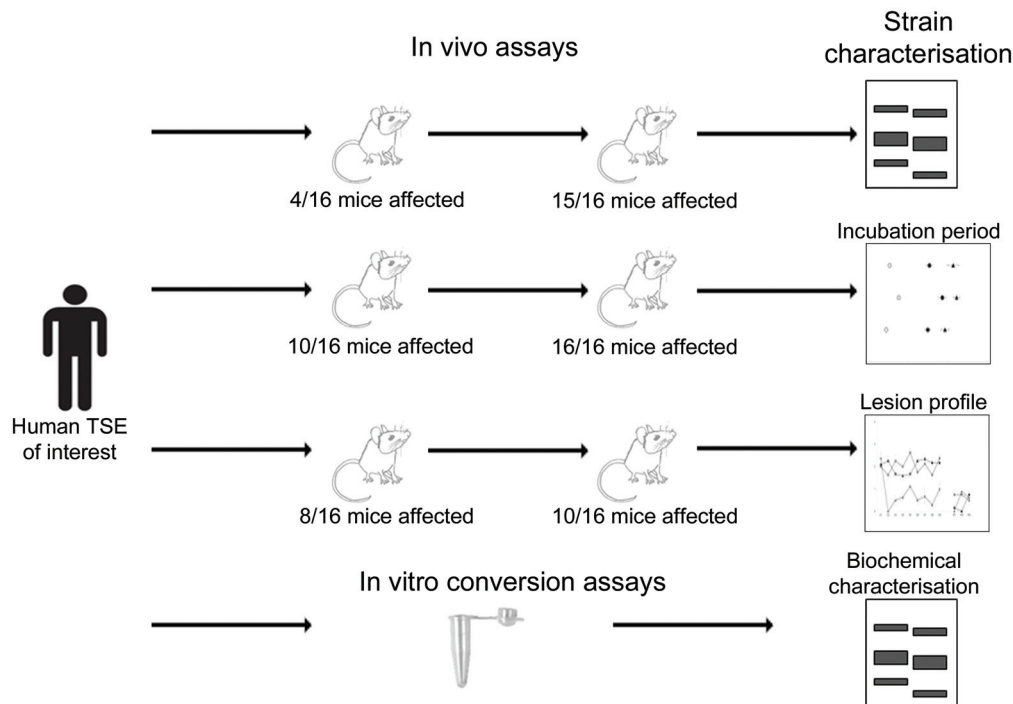 In vivo assays
Strain
characterisation
4/16 mice affected
15/16 mice affected
Incubation period
10/16 mice affected
16/16 mice affected
Human TSE
of interest
Lesion profile
8/16 mice affected
10/16 mice affected
In vitro conversion assays
Biochemical
characterisation